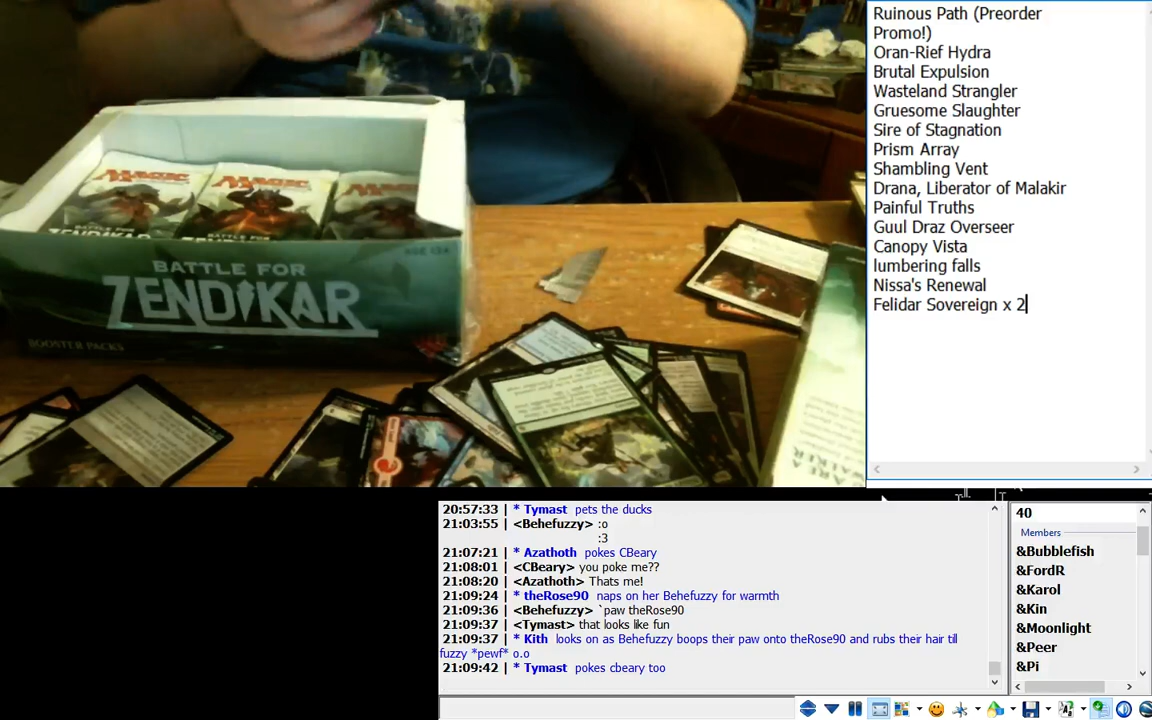 Ruinous Path (Preorder
Promo!)
Oran-Rief Hydra
Brutal Expulsion
Wasteland Strangler
Gruesome Slaughter
Sire of Stagnation
Prism Array
Shambling Vent
Drana, Liberator of Malakir
Painful Truths
Guul Draz Overseer
Canopy Vista
lumbering falls
Nissa's Renewal
Felidar Sovereign x 2
MAGIC
MAGIC
MAGIC
BATTLE FOR
ZENDIKAR
BOOSTER PACKS
20:57:33 | * Tymast pets the ducks
21:03:55 | <Behefuzzy> :o
:3
21:07:21 | * Azathoth pokes CBeary
21:08:01 | <CBeary> you poke me??
21:08:20 | <Azathoth> Thats me!
21:09:24 | * theRose90 naps on her Behefuzzy for warmth
21:09:36 | <Behefuzzy> `paw theRose90
21:09:37 | <Tymast> that looks like fun
21:09:37 | * Kith looks on as Behefuzzy boops their paw onto theRose90 and rubs their hair till
fuzzy *pewf* o.o
21:09:42 | * Tymast pokes cbeary too
40
Members
&Bubblefish
&FordR
&Karol
&Kin
&Moonlight
&Peer
&Pi